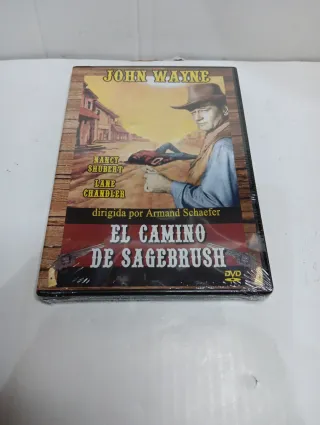 JOHN WAYNE
NANCY
SHUBERT
LANE
CHANDLER
dirigida por Armand Schaefer
EL CAMINO
DE SAGEBRUSH
DVD